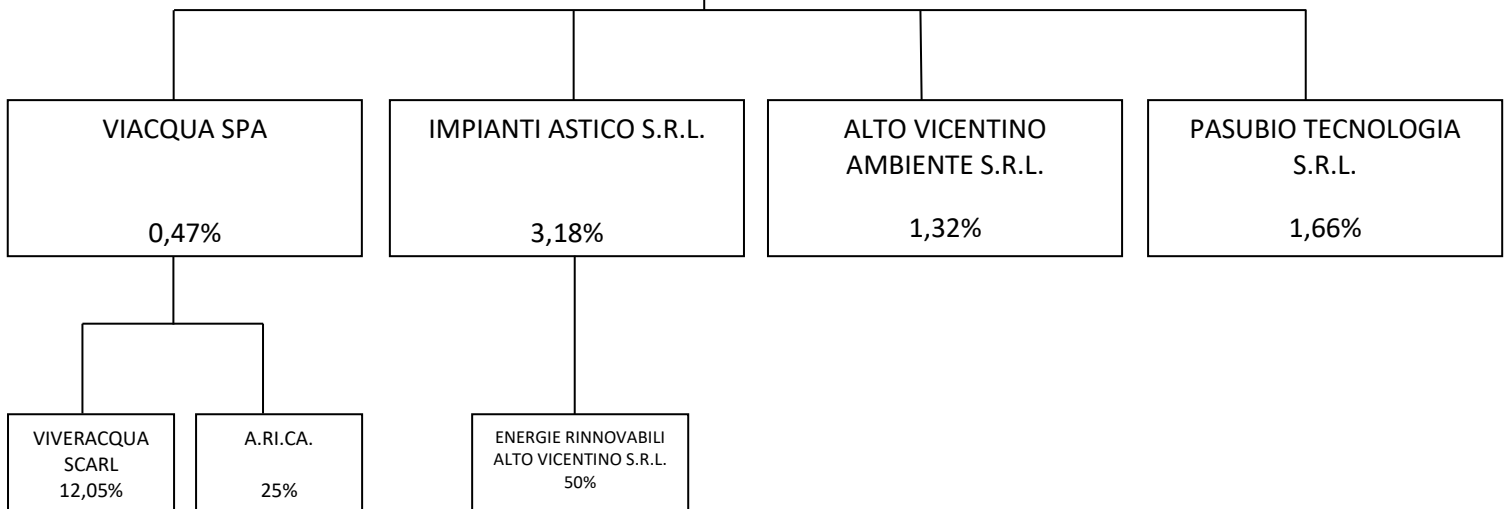 VIACQUA SPA
0,47%
IMPIANTI ASTICO S.R.L.
3,18%
ALTO VICENTINO
AMBIENTE S.R.L.
1,32%
PASUBIO TECNOLOGIA
S.R.L.
1,66%
VIVERACQUA
SCARL
12,05%
A.RI.CA.
25%
ENERGIE RINNOVABILI
ALTO VICENTINO S.R.L.
50%